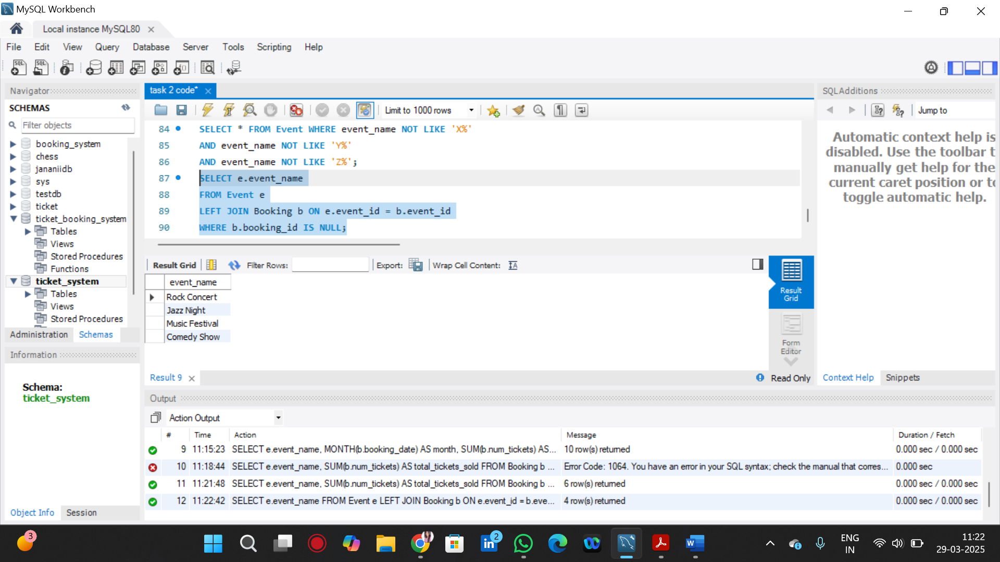 MySQL Workbench
Local instance MySQL80
File Edit View Query Database Server Tools Scripting Help
Navigator
SCHEMAS
Filter objects
booking_system
chess
jananiidb
sys
testdb
ticket
ticket_booking_system
Tables
Views
Stored Procedures
Functions
ticket_system
Tables
Views
Stored Procedures
Administration Schemas
Information
Schema:
ticket_system
Object Info Session
task 2 code*
Limit to 1000 rows
84 SELECT * FROM Event WHERE event_name NOT LIKE 'X%'
85 AND event_name NOT LIKE 'Y%'
86 AND event_name NOT LIKE 'Z%';
87 SELECT e.event_name
88 FROM Event e
89 LEFT JOIN Booking b ON e.event_id = b.event_id
90 WHERE b.booking_id IS NULL;
Result Grid Filter Rows: Export: Wrap Cell Content:
event_name
Rock Concert
Jazz Night
Music Festival
Comedy Show
Result Grid
Form Editor
Result 9
Read Only
SQLAdditions
Jump to
Automatic context help is
disabled. Use the toolbar t
manually get help for the
current caret position or to
toggle automatic help.
Context Help Snippets
Output
Action Output
# Time Action Message Duration / Fetch
9 11:15:23 SELECT e.event_name, MONTH(b.booking_date) AS month, SUM(b.num_tickets) AS... 10 row(s) returned 0.000 sec / 0.000 sec
10 11:18:44 SELECT e.event_name, SUM(b.num_tickets) AS total_tickets_sold FROM Booking b ... Error Code: 1064. You have an error in your SQL syntax; check the manual that corres... 0.000 sec
11 11:21:48 SELECT e.event_name, SUM(b.num_tickets) AS total_tickets_sold FROM Booking b ... 6 row(s) returned 0.000 sec / 0.000 sec
12 11:22:42 SELECT e.event_name FROM Event e LEFT JOIN Booking b ON e.event_id = b.eve... 4 row(s) returned 0.000 sec / 0.000 sec
3
2
ENG
IN
11:22
29-03-2025